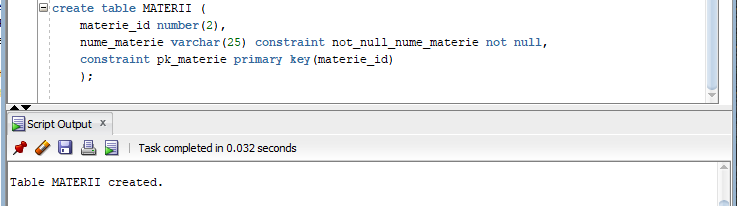 create table MATERII (
materie_id number(2),
nume_materie varchar(25) constraint not_null_nume_materie not null,
constraint pk_materie primary key(materie_id)
);
Script Output x
Task completed in 0.032 seconds
Table MATERII created.